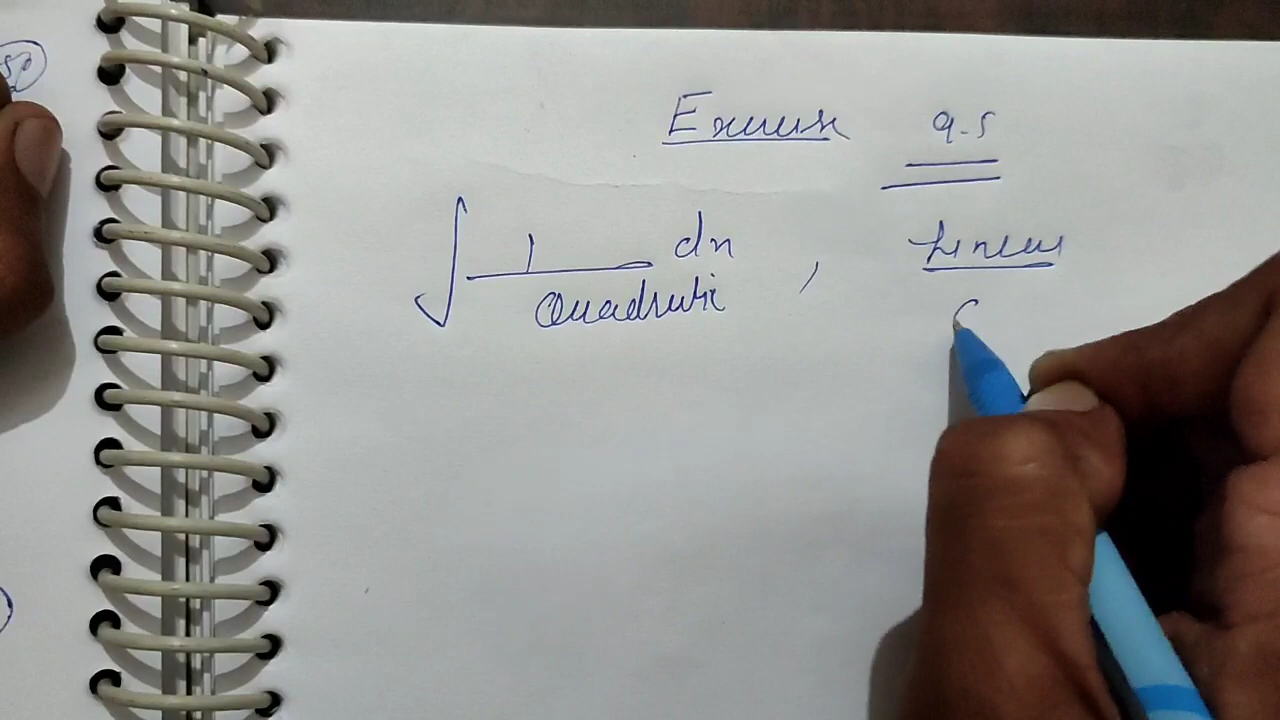 Exercise 9.5
∫ 1 dx , Linear
Quadratic